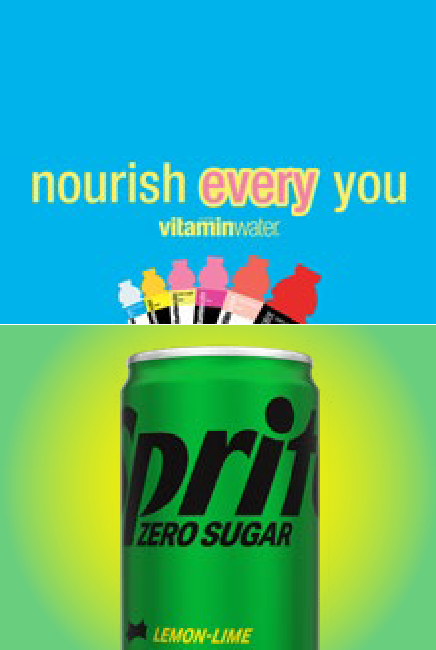 nourish every you
vitaminwater
Sprite
ZERO SUGAR
LEMON-LIME